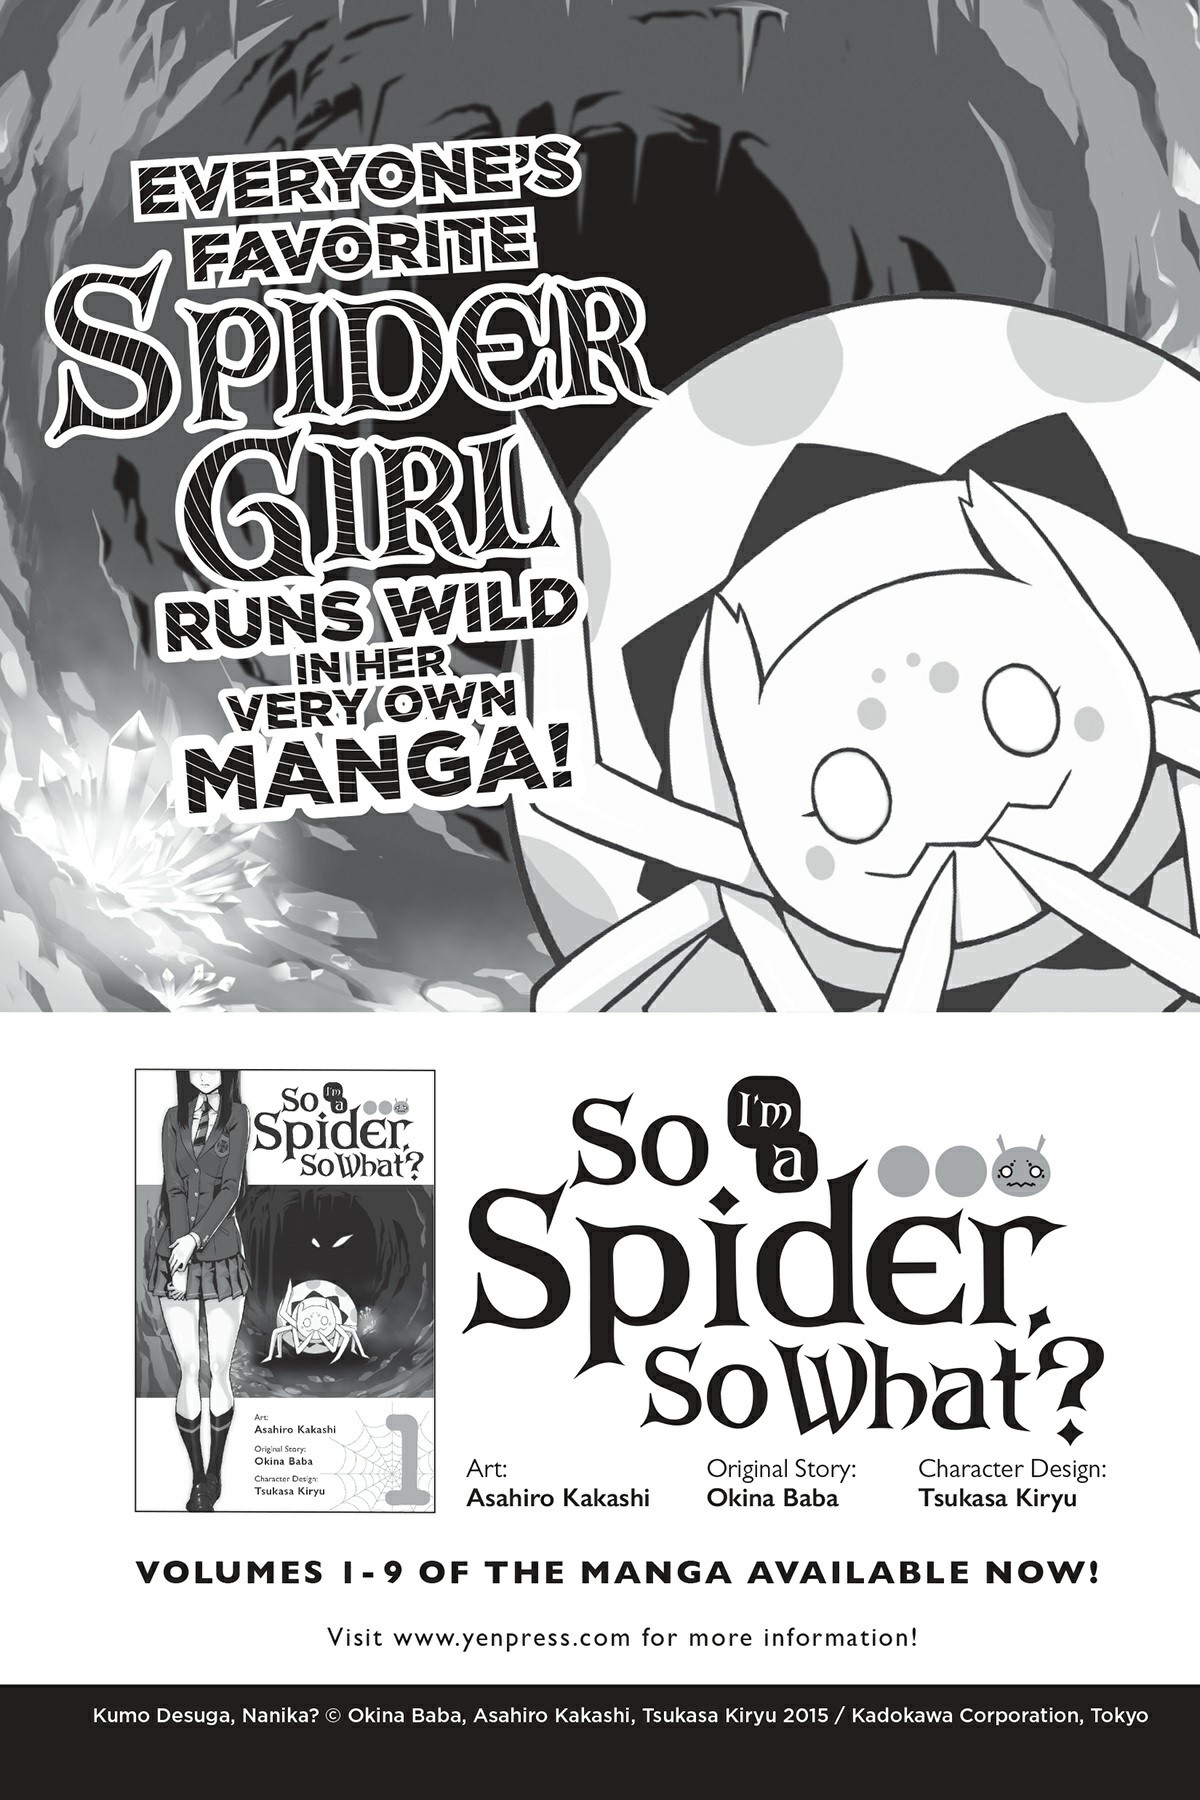 EVERYONE'S
FAVORITE
SPIDER
GIRL
RUNS WILD
IN HER
VERY OWN
MANGA!
So I'm a
Spider,
So What?
Art:
Asahiro Kakashi
Original Story:
Okina Baba
Character Design:
Tsukasa Kiryu
1
So I'm a
Spider,
So What?
Art:
Asahiro Kakashi
Original Story:
Okina Baba
Character Design:
Tsukasa Kiryu
VOLUMES 1-9 OF THE MANGA AVAILABLE NOW!
Visit www.yenpress.com for more information!
Kumo Desuga, Nanika? © Okina Baba, Asahiro Kakashi, Tsukasa Kiryu 2015 / Kadokawa Corporation, Tokyo